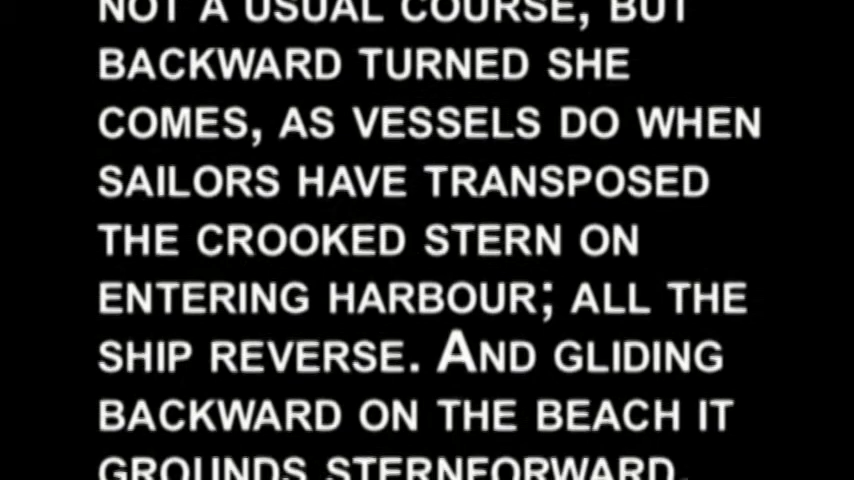 NOT A USUAL COURSE, BUT
BACKWARD TURNED SHE
COMES, AS VESSELS DO WHEN
SAILORS HAVE TRANSPOSED
THE CROOKED STERN ON
ENTERING HARBOUR; ALL THE
SHIP REVERSE. AND GLIDING
BACKWARD ON THE BEACH IT
GROUNDS STERNFORWARD.